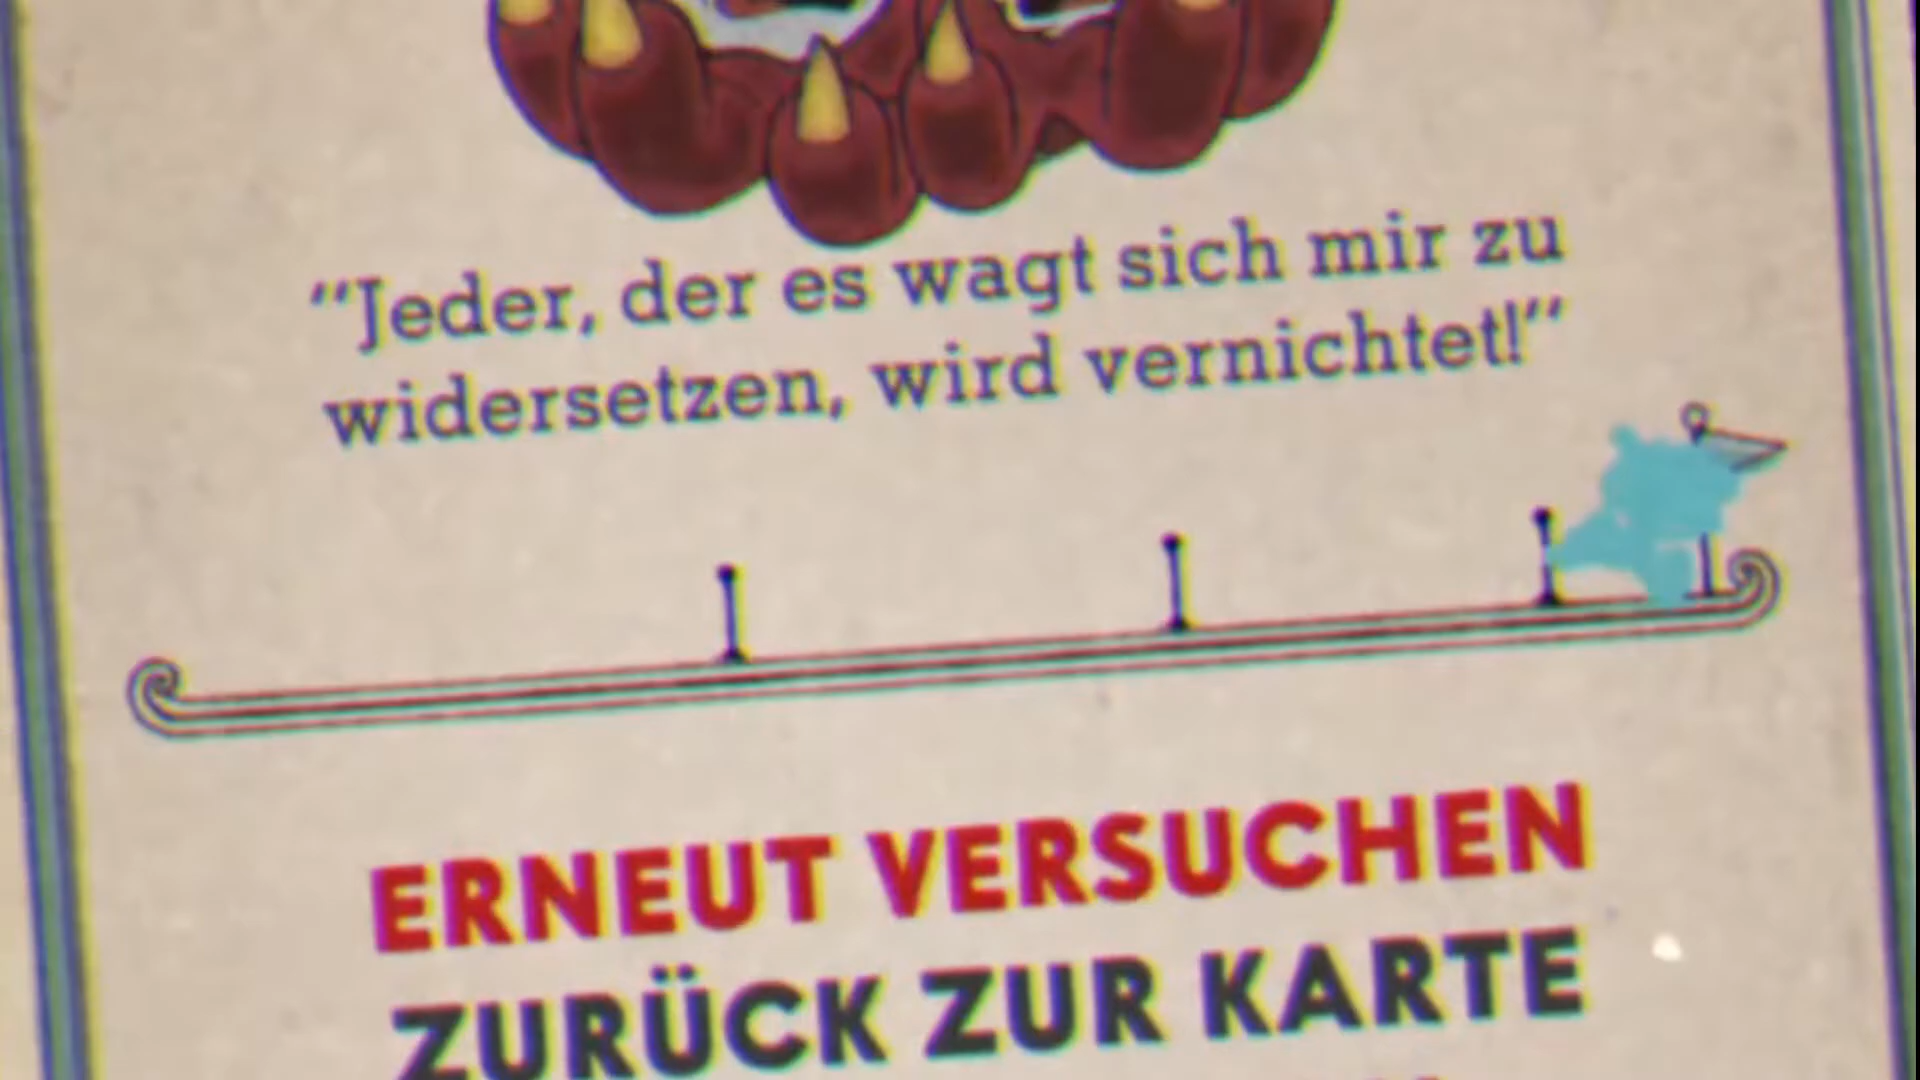 “Jeder, der es wagt sich mir zu
widersetzen, wird vernichtet!”
ERNEUT VERSUCHEN
ZURÜCK ZUR KARTE